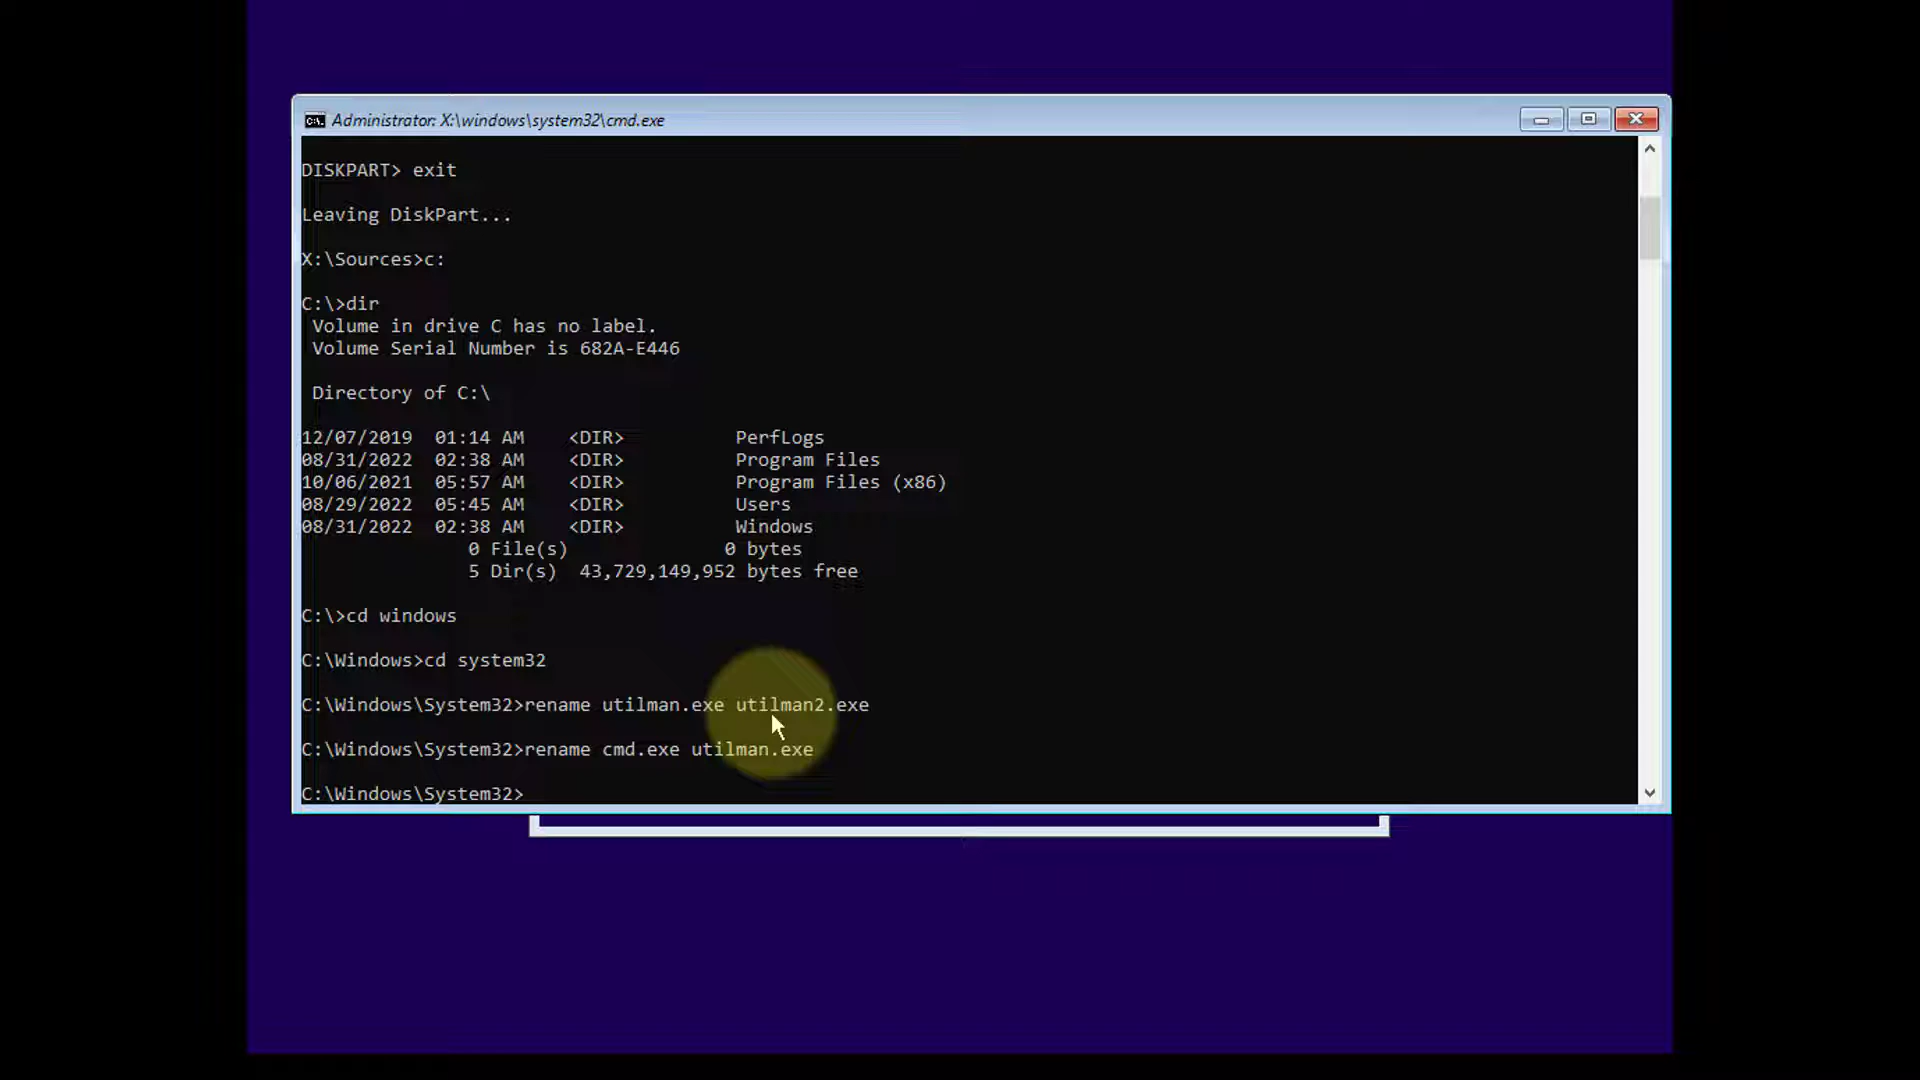 Administrator: X:\windows\system32\cmd.exe
DISKPART> exit
Leaving DiskPart...
X:\Sources>c:
C:\>dir
Volume in drive C has no label.
Volume Serial Number is 682A-E446
Directory of C:\
12/07/2019  01:14 AM    <DIR>          PerfLogs
08/31/2022  02:38 AM    <DIR>          Program Files
10/06/2021  05:57 AM    <DIR>          Program Files (x86)
08/29/2022  05:45 AM    <DIR>          Users
08/31/2022  02:38 AM    <DIR>          Windows
0 File(s)              0 bytes
5 Dir(s)  43,729,149,952 bytes free
C:\>cd windows
C:\Windows>cd system32
C:\Windows\System32>rename utilman.exe utilman2.exe
C:\Windows\System32>rename cmd.exe utilman.exe
C:\Windows\System32>